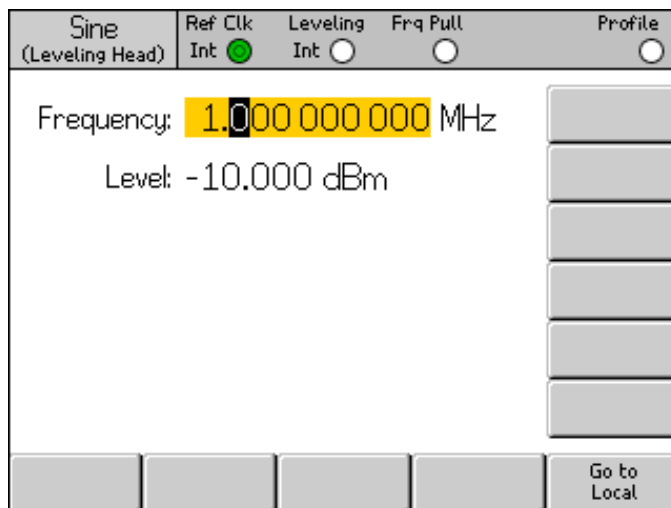 Sine
(Leveling Head)
Ref Clk
Int
Leveling
Int
Frq Pull
Profile
Frequency: 1.000 000 000 MHz
Level: -10.000 dBm
Go to
Local